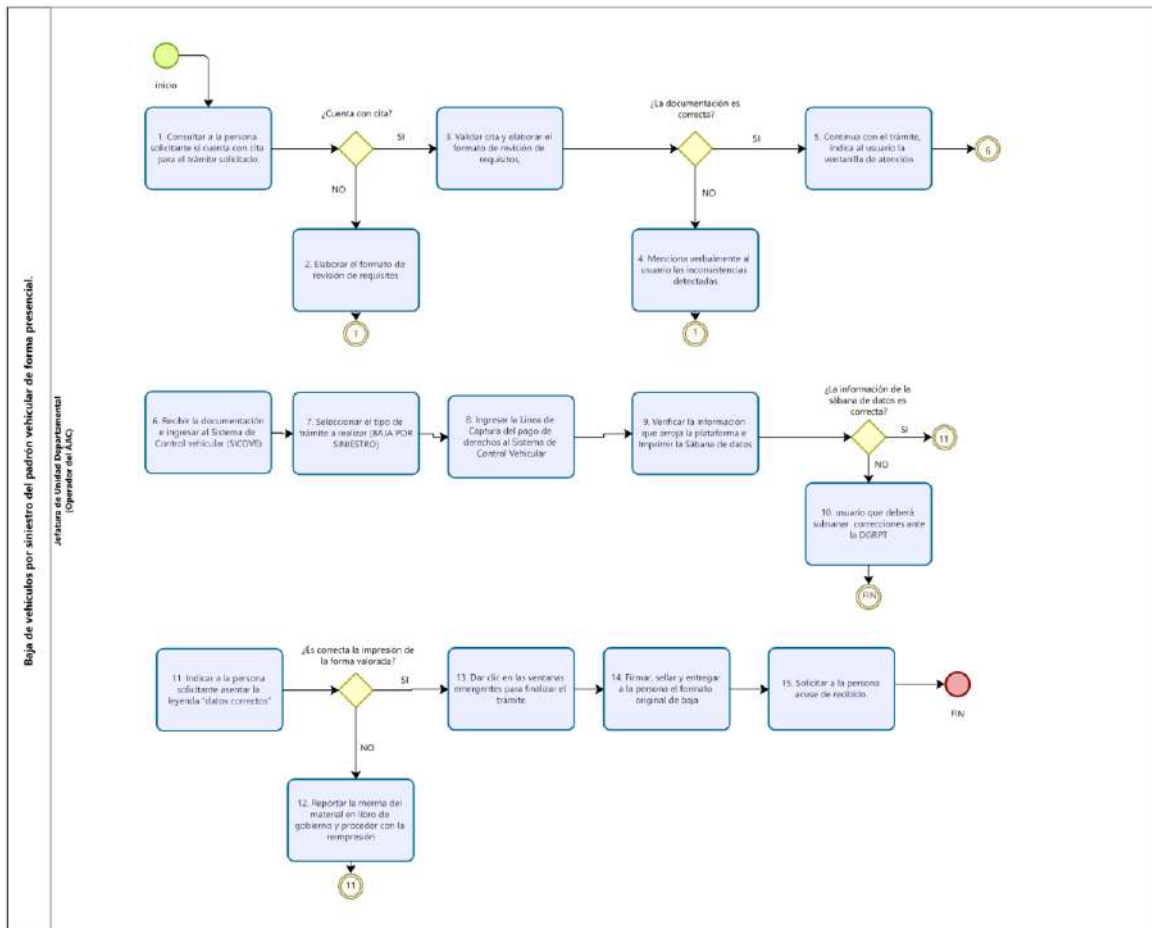 Baja de vehículos por siniestro del padrón vehicular de forma presencial.
Jefatura de Unidad Departamental
(Operador del AAC)
inicio
1. Consultar a la persona
solicitante si cuenta con cita
para el trámite solicitado.
¿Cuenta con cita?
SI
NO
2. Elaborar el formato de
revisión de requisitos
1
3. Validar cita y elaborar el
formato de revisión de
requisitos,
¿La documentación es
correcta?
SI
NO
4. Menciona verbalmente al
usuario las inconsistencias
detectadas
1
5. Continua con el trámite,
indica al usuario la
ventanilla de atención
6
6. Recibir la documentación
e ingresar al Sistema de
Control vehicular (SICOVE)
7. Seleccionar el tipo de
trámite a realizar (BAJA POR
SINIESTRO)
8. Ingresar la Línea de
Captura del pago de
derechos al Sistema de
Control Vehicular
9. Verificar la información
que arroja la plataforma e
Imprimir la Sábana de datos
¿La información de la
sábana de datos es
correcta?
SI
11
NO
10. usuario que deberá
subsanar correcciones ante
la DGRPT
FIN
11. Indicar a la persona
solicitante asentar la
leyenda "datos correctos"
¿Es correcta la impresión de
la forma valorada?
SI
NO
12. Reportar la merma del
material en libro de
gobierno y proceder con la
reimpresión
11
13. Dar clic en las ventanas
emergentes para finalizar el
trámite
14. Firmar, sellar y entregar
a la persona el formato
original de baja
15. Solicitar a la persona
acuse de recibido
FIN